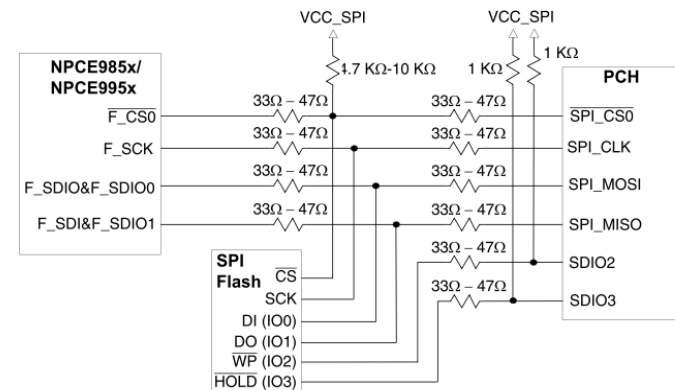 VCC_SPI
VCC_SPI
NPCE985x/
NPCE995x
4.7 KΩ-10 KΩ
1 KΩ
1 KΩ
PCH
F_CS0
33Ω – 47Ω
33Ω – 47Ω
SPI_CS0
F_SCK
33Ω – 47Ω
33Ω – 47Ω
SPI_CLK
F_SDIO&F_SDIO0
33Ω – 47Ω
33Ω – 47Ω
SPI_MOSI
F_SDI&F_SDIO1
33Ω – 47Ω
33Ω – 47Ω
SPI_MISO
33Ω – 47Ω
SDIO2
33Ω – 47Ω
SDIO3
SPI
Flash
CS
SCK
DI (IO0)
DO (IO1)
WP (IO2)
HOLD (IO3)